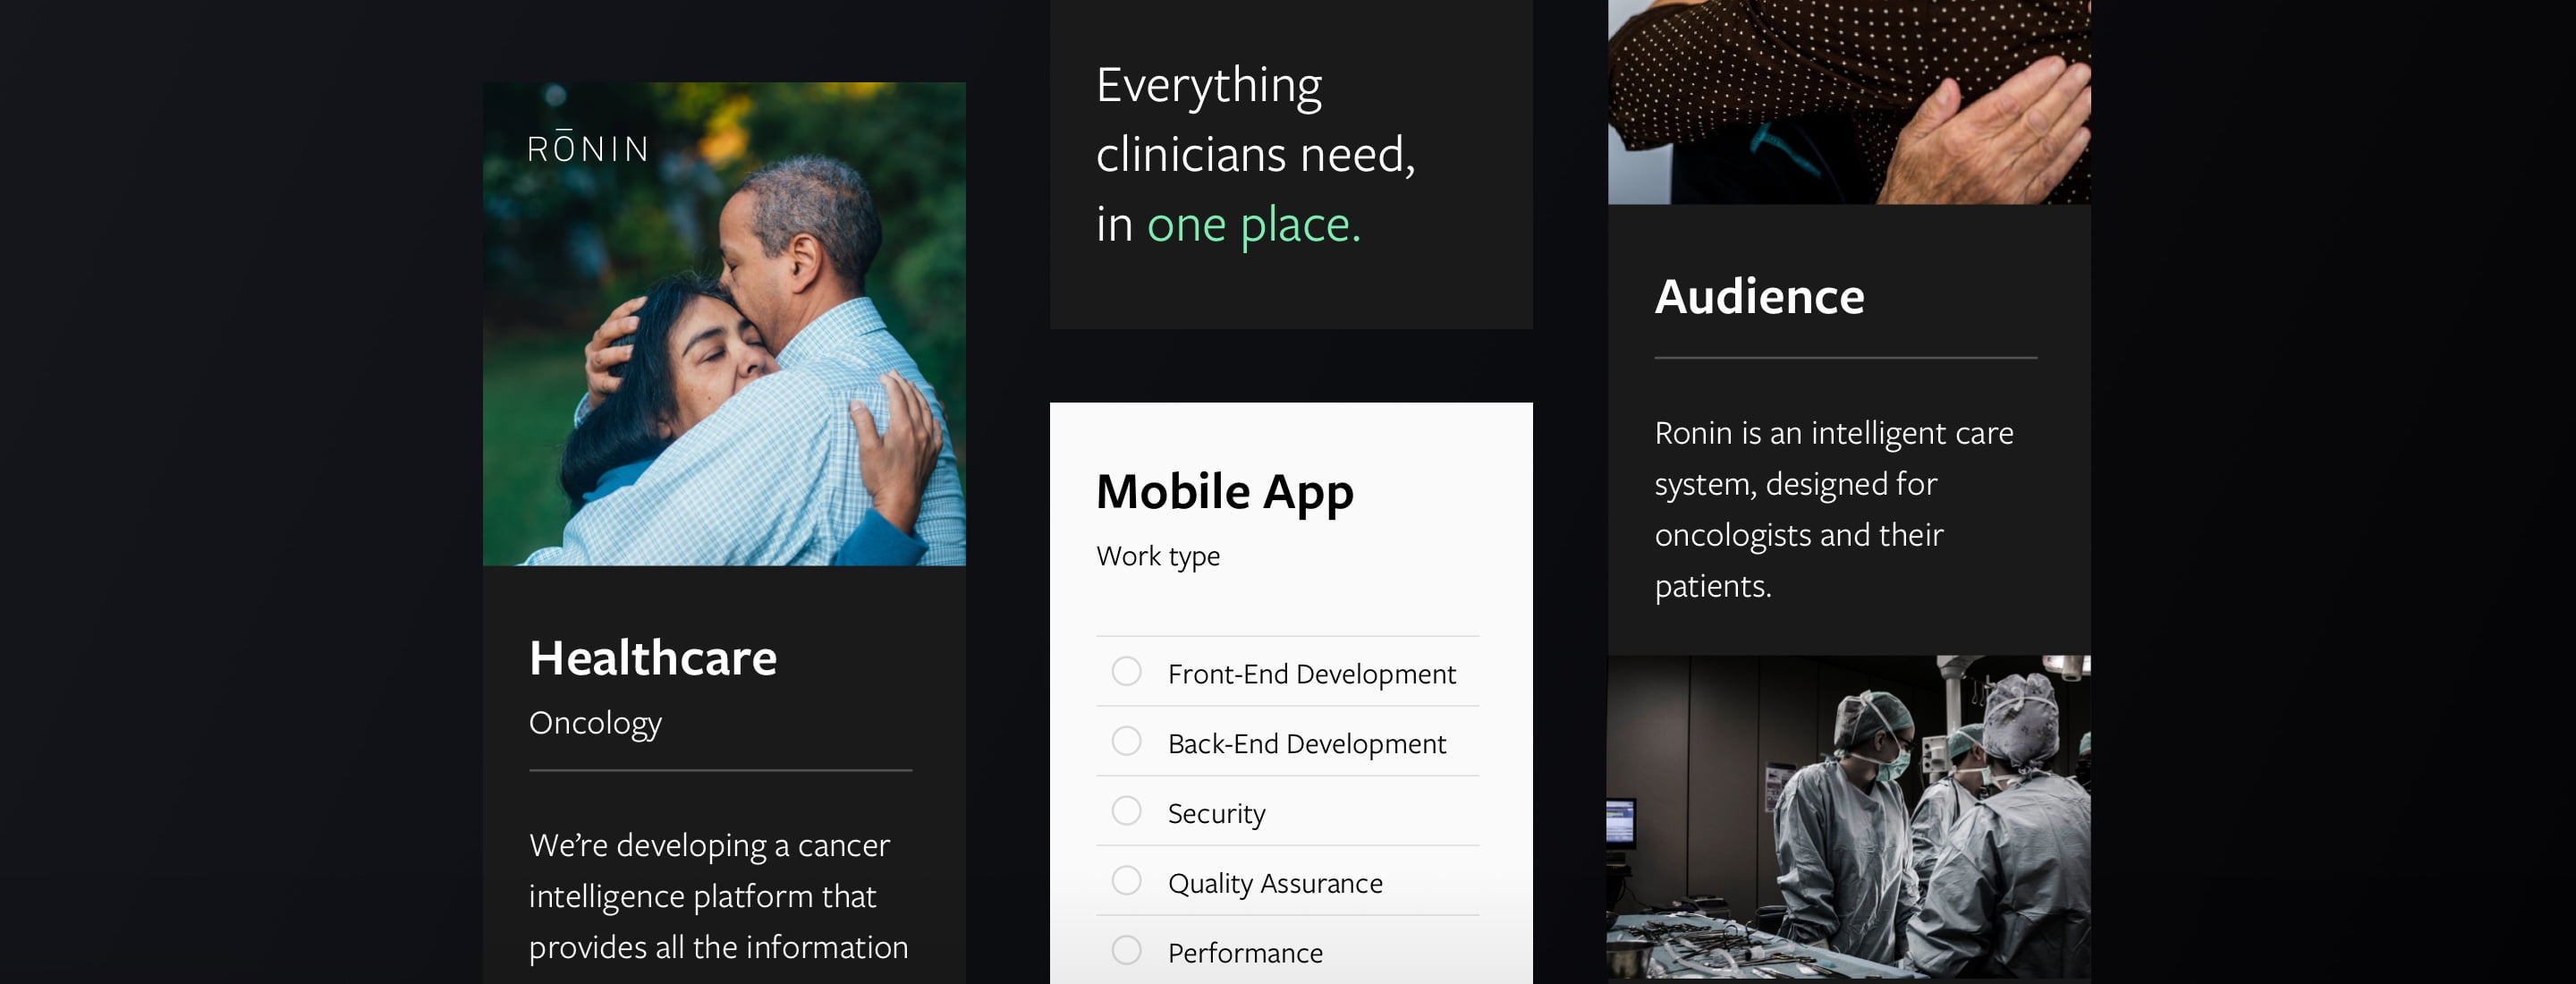 RŌNIN
Healthcare
Oncology
We’re developing a cancer
intelligence platform that
provides all the information
Everything
clinicians need,
in one place.
Mobile App
Work type
Front-End Development
Back-End Development
Security
Quality Assurance
Performance
Audience
Ronin is an intelligent care
system, designed for
oncologists and their
patients.